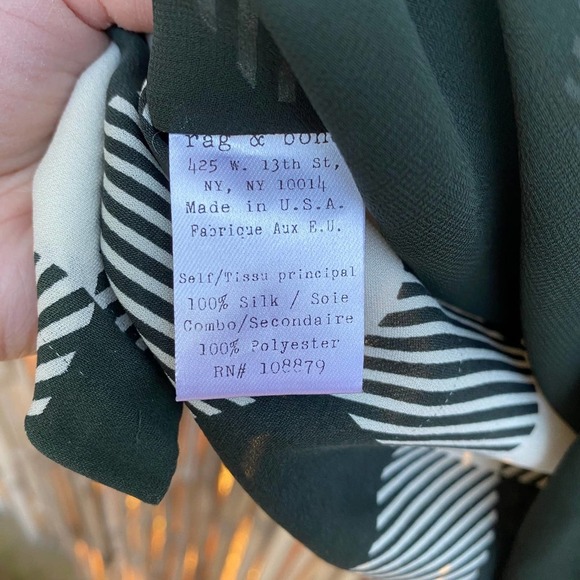 rag & bone
425 W. 13th St,
NY, NY 10014
Made in U.S.A.
Fabrique Aux E.U.
Self/Tissu principal
100% Silk / Soie
Combo/Secondaire
100% Polyester
RN# 108879